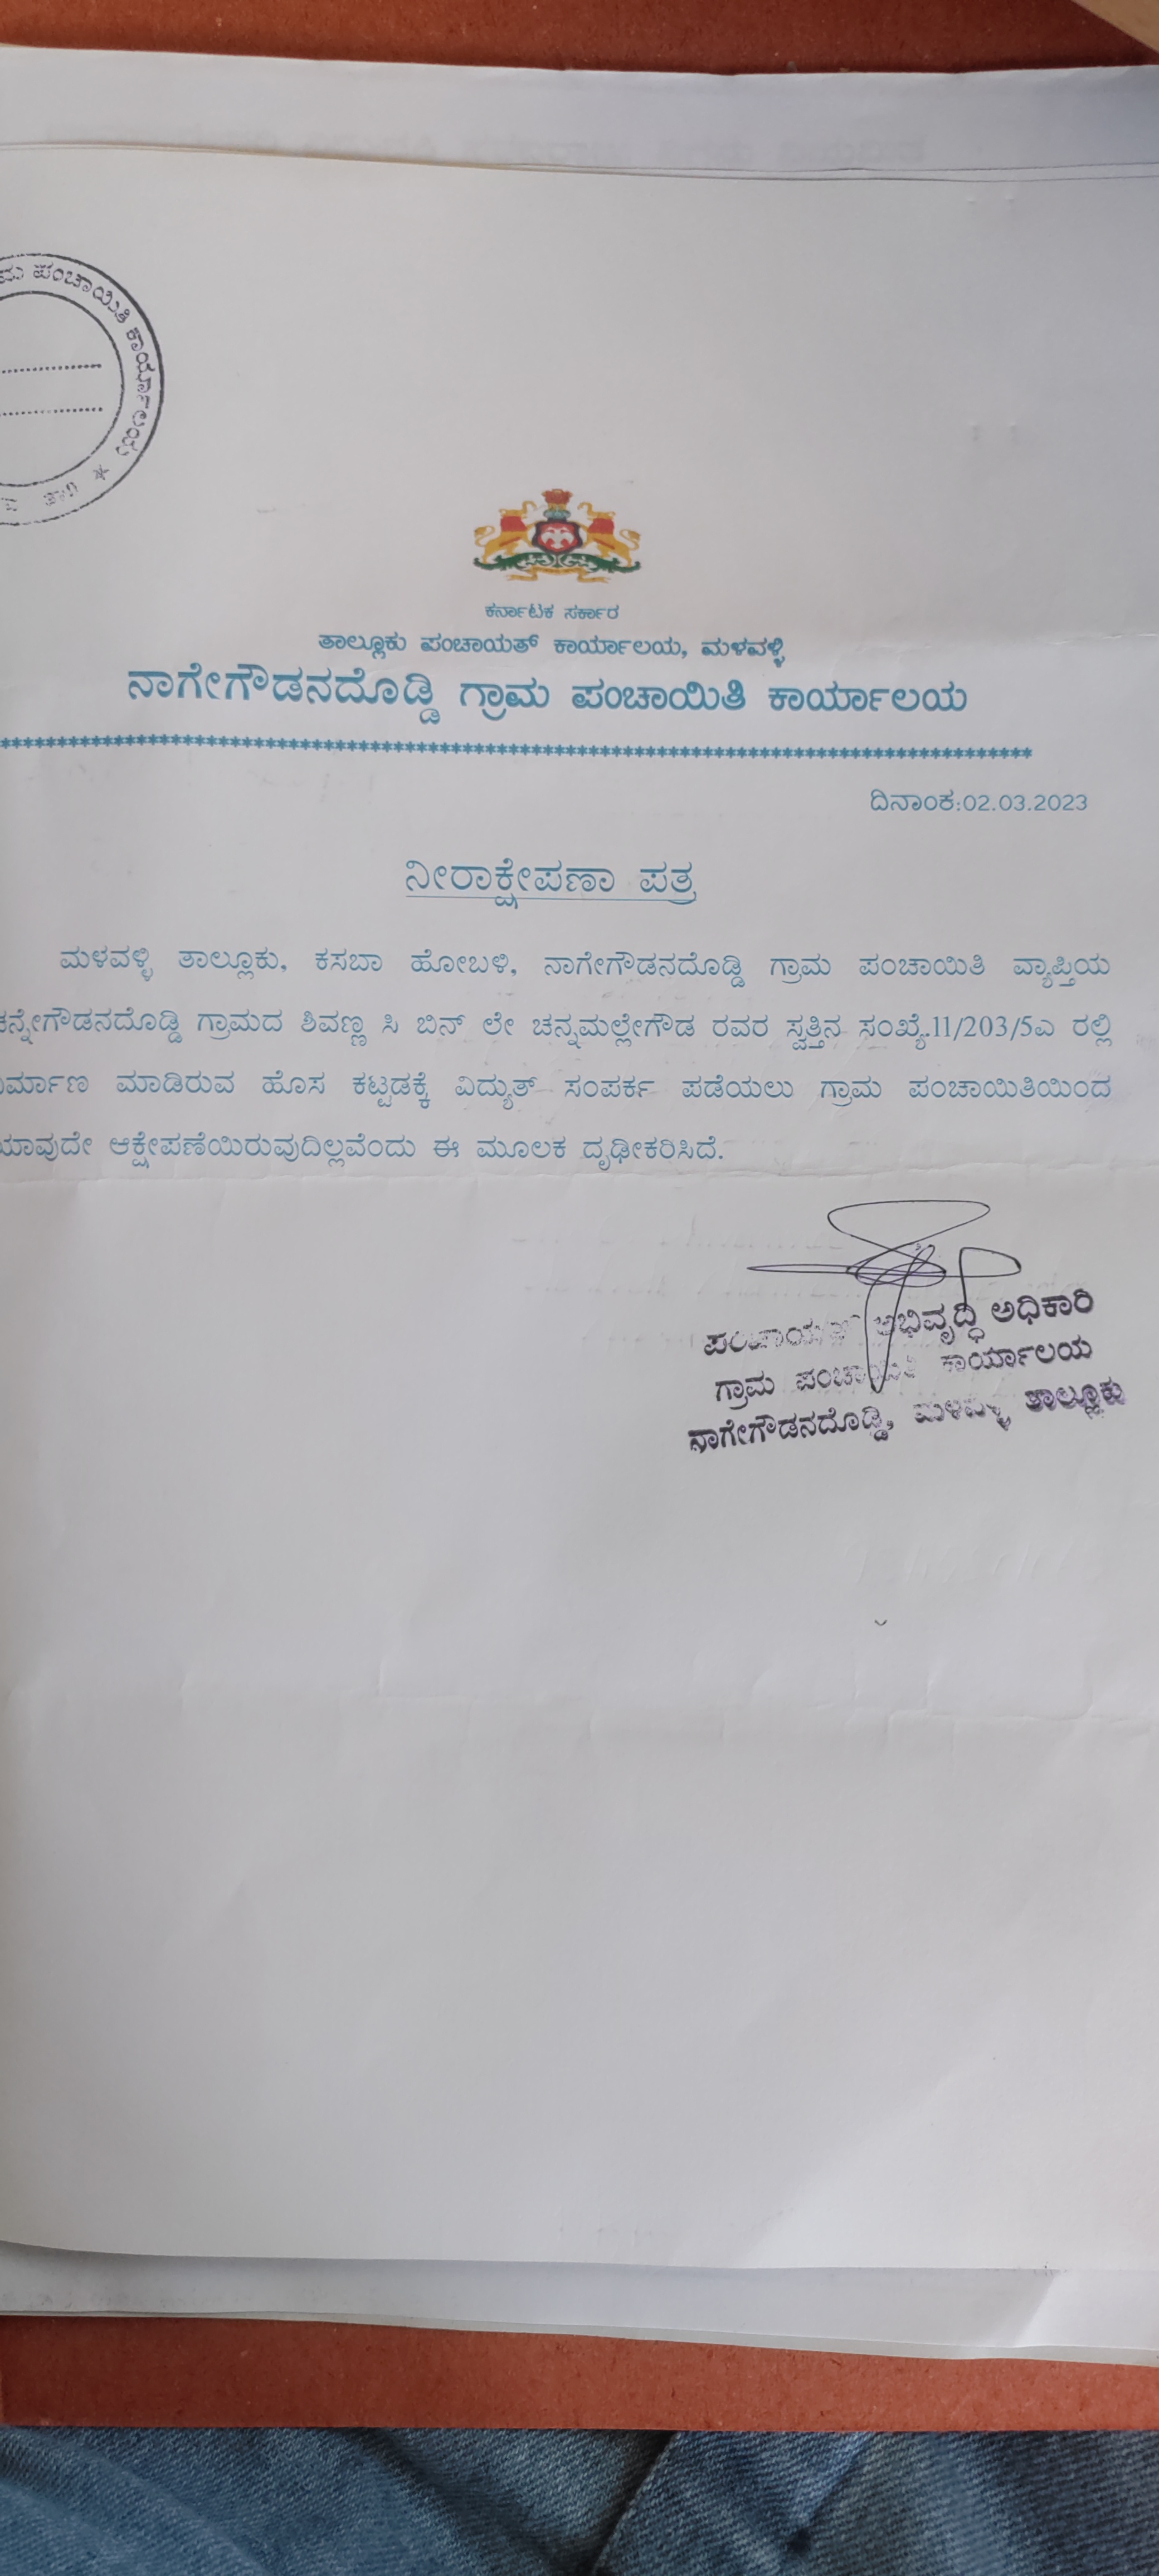 ಪಂಚಾಯಿತಿ ಕಾರ್ಯಾಲಯ
ಕರ್ನಾಟಕ ಸರ್ಕಾರ
ತಾಲ್ಲೂಕು ಪಂಚಾಯತ್ ಕಾರ್ಯಾಲಯ, ಮಳವಳ್ಳಿ
ನಾಗೇಗೌಡನದೊಡ್ಡಿ ಗ್ರಾಮ ಪಂಚಾಯಿತಿ ಕಾರ್ಯಾಲಯ
ದಿನಾಂಕ:02.03.2023
ನೀರಾಕ್ಷೇಪಣಾ ಪತ್ರ
ಮಳವಳ್ಳಿ ತಾಲ್ಲೂಕು, ಕಸಬಾ ಹೋಬಳಿ, ನಾಗೇಗೌಡನದೊಡ್ಡಿ ಗ್ರಾಮ ಪಂಚಾಯಿತಿ ವ್ಯಾಪ್ತಿಯ
ಗ್ರಾಮದ ಶಿವಣ್ಣ ಸಿ ಬಿನ್ ಲೇ ಚನ್ನಮಲ್ಲೇಗೌಡ ರವರ ಸ್ವತ್ತಿನ ಸಂಖ್ಯೆ.11/203/5ಎ ರಲ್ಲಿ
ಮಾಡಿರುವ ಹೊಸ ಕಟ್ಟಡಕ್ಕೆ ವಿದ್ಯುತ್ ಸಂಪರ್ಕ ಪಡೆಯಲು ಗ್ರಾಮ ಪಂಚಾಯಿತಿಯಿಂದ
ಯಾವುದೇ ಆಕ್ಷೇಪಣೆಯಿರುವುದಿಲ್ಲವೆಂದು ಈ ಮೂಲಕ ದೃಢೀಕರಿಸಿದೆ.
ಅಭಿವೃದ್ಧಿ ಅಧಿಕಾರಿ
ಗ್ರಾಮ ಪಂಚಾಯಿತಿ ಕಾರ್ಯಾಲಯ
ನಾಗೇಗೌಡನದೊಡ್ಡಿ, ಮಳವಳ್ಳಿ ತಾಲ್ಲೂಕು